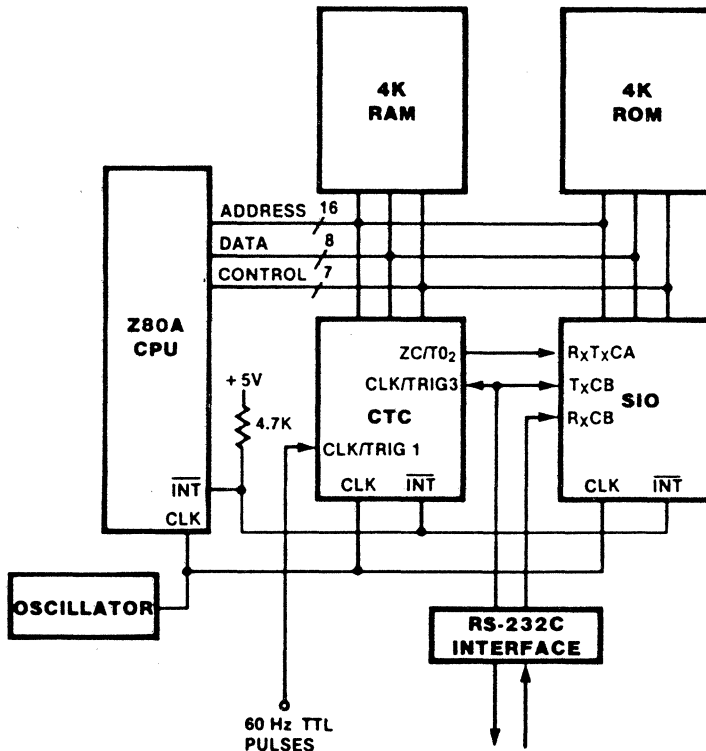 4K
RAM
4K
ROM
ADDRESS 16
DATA 8
CONTROL 7
Z80A
CPU
+5V
4.7K
INT
CLK
ZC/T0₂
CLK/TRIG3
CTC
CLK/TRIG 1
CLK INT
RxTxCA
TxCB
SIO
RxCB
CLK INT
OSCILLATOR
RS-232C
INTERFACE
60 Hz TTL
PULSES